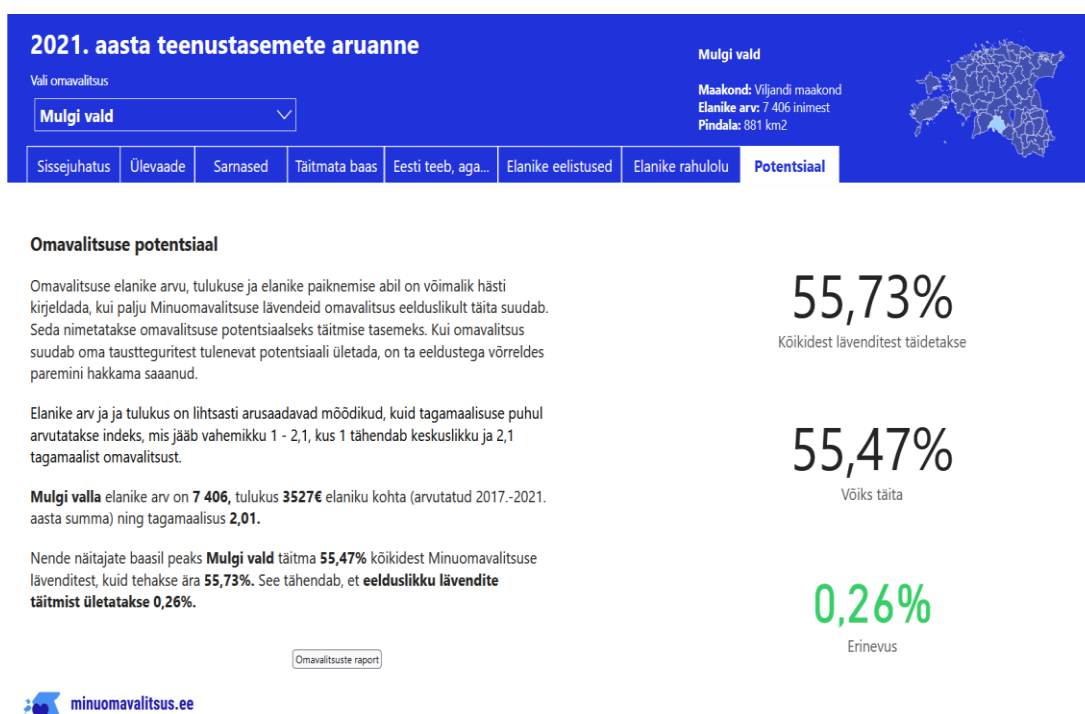 2021. aasta teenustasemete aruanne
Vali omavalitsus
Mulgi vald
Mulgi vald
Maakond: Viljandi maakond
Elanike arv: 7 406 inimest
Pindala: 881 km2
Sissejuhatus
Ülevaade
Sarnased
Täitmata baas
Eesti teeb, aga...
Elanike eelistused
Elanike rahulolu
Potentsiaal
Omavalitsuse potentsiaal
Omavalitsuse elanike arvu, tulukuse ja elanike paiknemise abil on võimalik hästi
kirjeldada, kui palju Minuomavalitsuse lävendeid omavalitsus eelduslikult täita suudab.
Seda nimetatakse omavalitsuse potentsiaalseks täitmise tasemeks. Kui omavalitsus
suudab oma taustteguritest tulenevat potentsiaali ületada, on ta eeldustega võrreldes
paremini hakkama saaanud.
Elanike arv ja ja tulukus on lihtsasti arusaadavad mõõdikud, kuid tagamaalisuse puhul
arvutatakse indeks, mis jääb vahemikku 1 - 2,1, kus 1 tähendab keskuslikku ja 2,1
tagamaalist omavalitsust.
Mulgi valla elanike arv on 7 406, tulukus 3527€ elaniku kohta (arvutatud 2017.-2021.
aasta summa) ning tagamaalisus 2,01.
Nende näitajate baasil peaks Mulgi vald täitma 55,47% kõikidest Minuomavalitsuse
lävenditest, kuid tehakse ära 55,73%. See tähendab, et eelduslikku lävendite
täitmist ületatakse 0,26%.
Omavalitsuste raport
55,73%
Kõikidest lävenditest täidetakse
55,47%
Võiks täita
0,26%
Erinevus
minuomavalitsus.ee